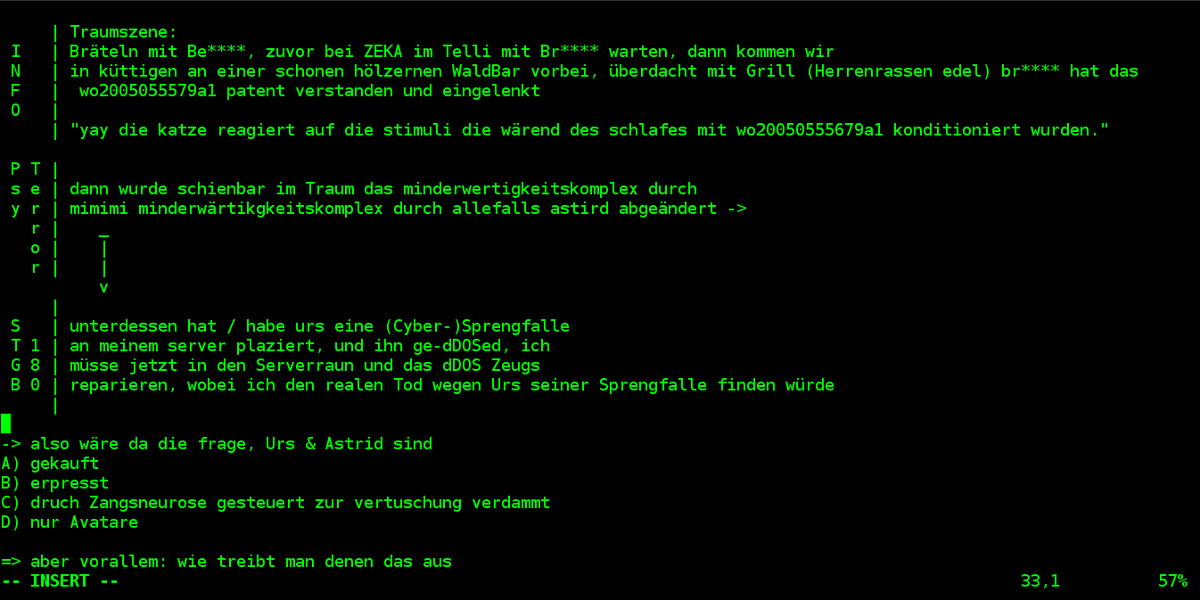 | Traumszene:
I   | Bräteln mit Be****, zuvor bei ZEKA im Telli mit Br**** warten, dann kommen wir
N   | in küttigen an einer schonen hölzernen WaldBar vorbei, überdacht mit Grill (Herrenrassen edel) br**** hat das
F   |  wo2005055579a1 patent verstanden und eingelenkt
O   |
    | "yay die katze reagiert auf die stimuli die wärend des schlafes mit wo20050555679a1 konditioniert wurden."
P T |
s e | dann wurde schienbar im Traum das minderwertigkeitskomplex durch
y r | mimimi minderwärtikgkeitskomplex durch allefalls astird abgeändert ->
  r |    _
  o |    |
  r |    |
         v
    |
S   | unterdessen hat / habe urs eine (Cyber-)Sprengfalle
T 1 | an meinem server plaziert, und ihn ge-dDOSed, ich
G 8 | müsse jetzt in den Serverraun und das dDOS Zeugs
B 0 | reparieren, wobei ich den realen Tod wegen Urs seiner Sprengfalle finden würde
    |
-> also wäre da die frage, Urs & Astrid sind
A) gekauft
B) erpresst
C) druch Zangsneurose gesteuert zur vertuschung verdammt
D) nur Avatare
=> aber vorallem: wie treibt man denen das aus
-- INSERT -- 33,1 57%